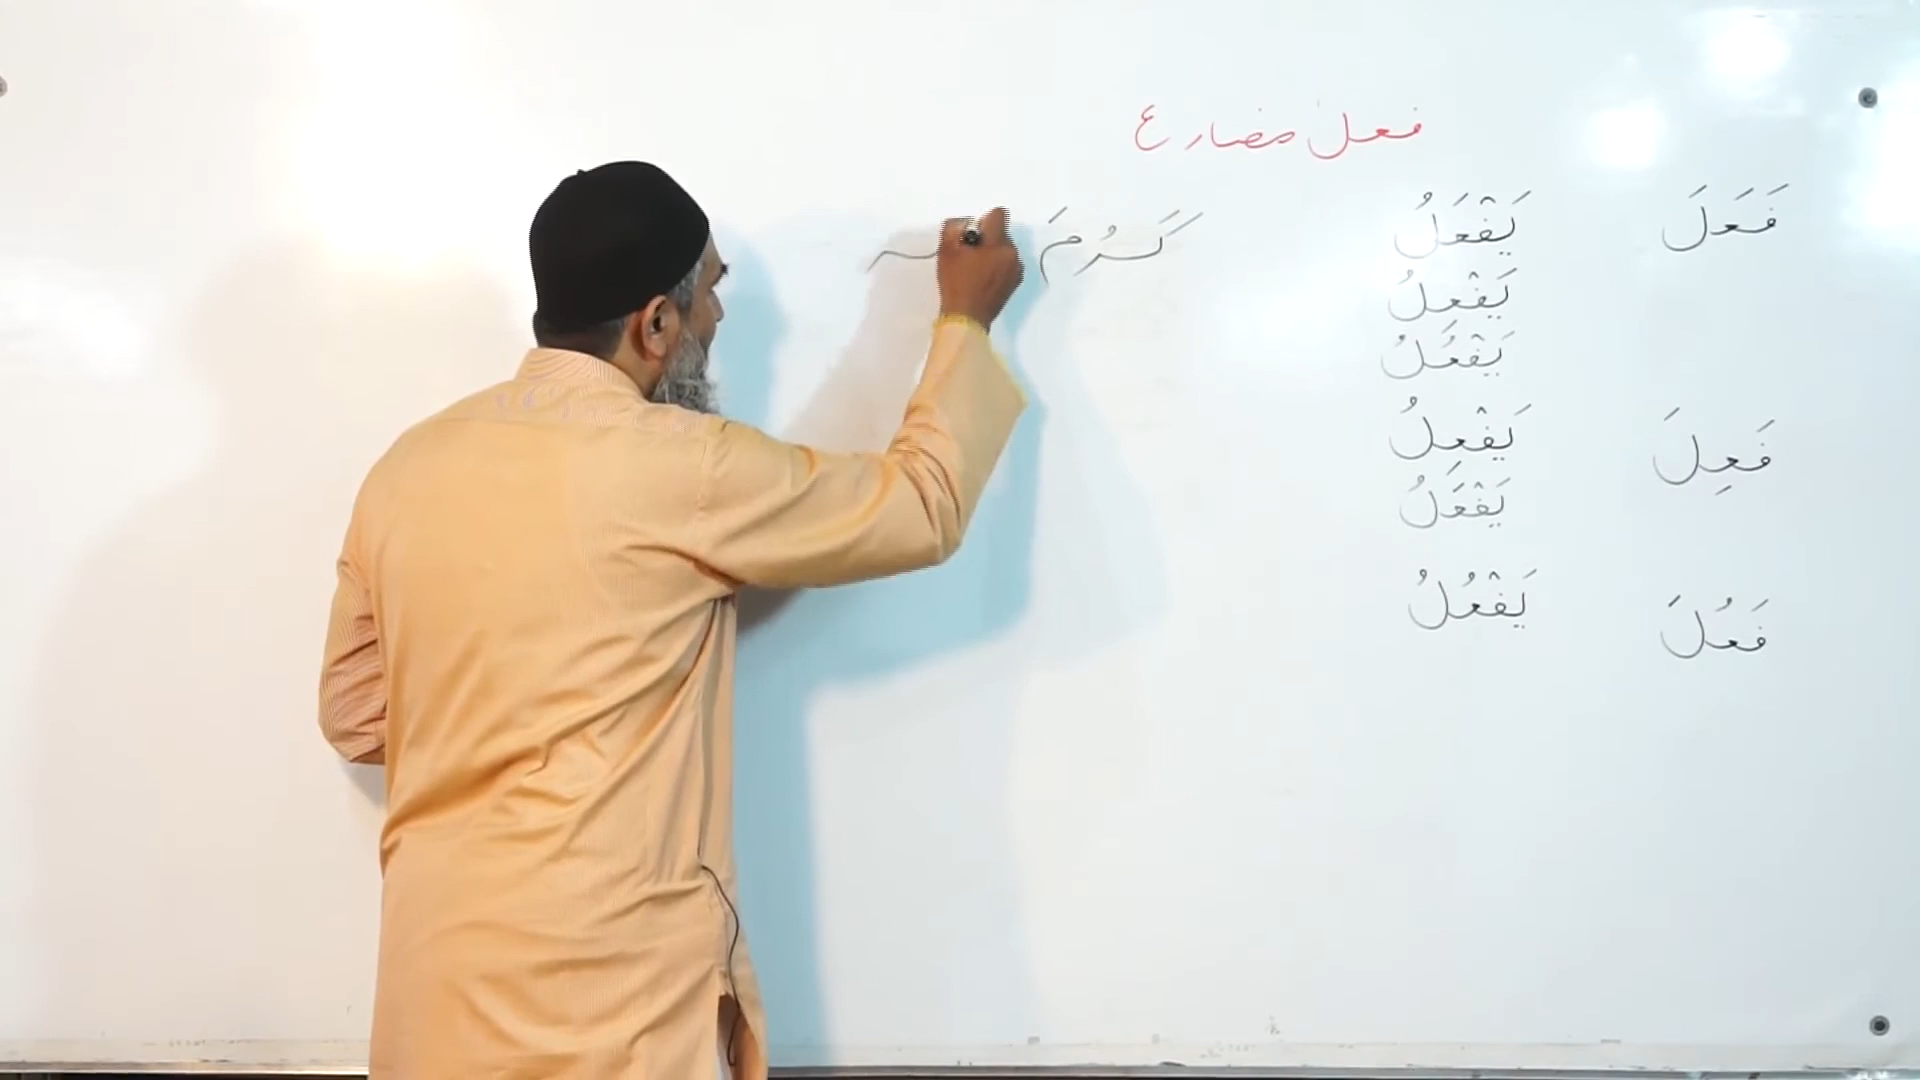 فعل مضارع
فَعَلَ يَفْعَلُ كَرُمَ
يَفْعِلُ
يَفْعُلُ
فَعِلَ يَفْعِلُ
يَفْعَلُ
فَعُلَ يَفْعُلُ